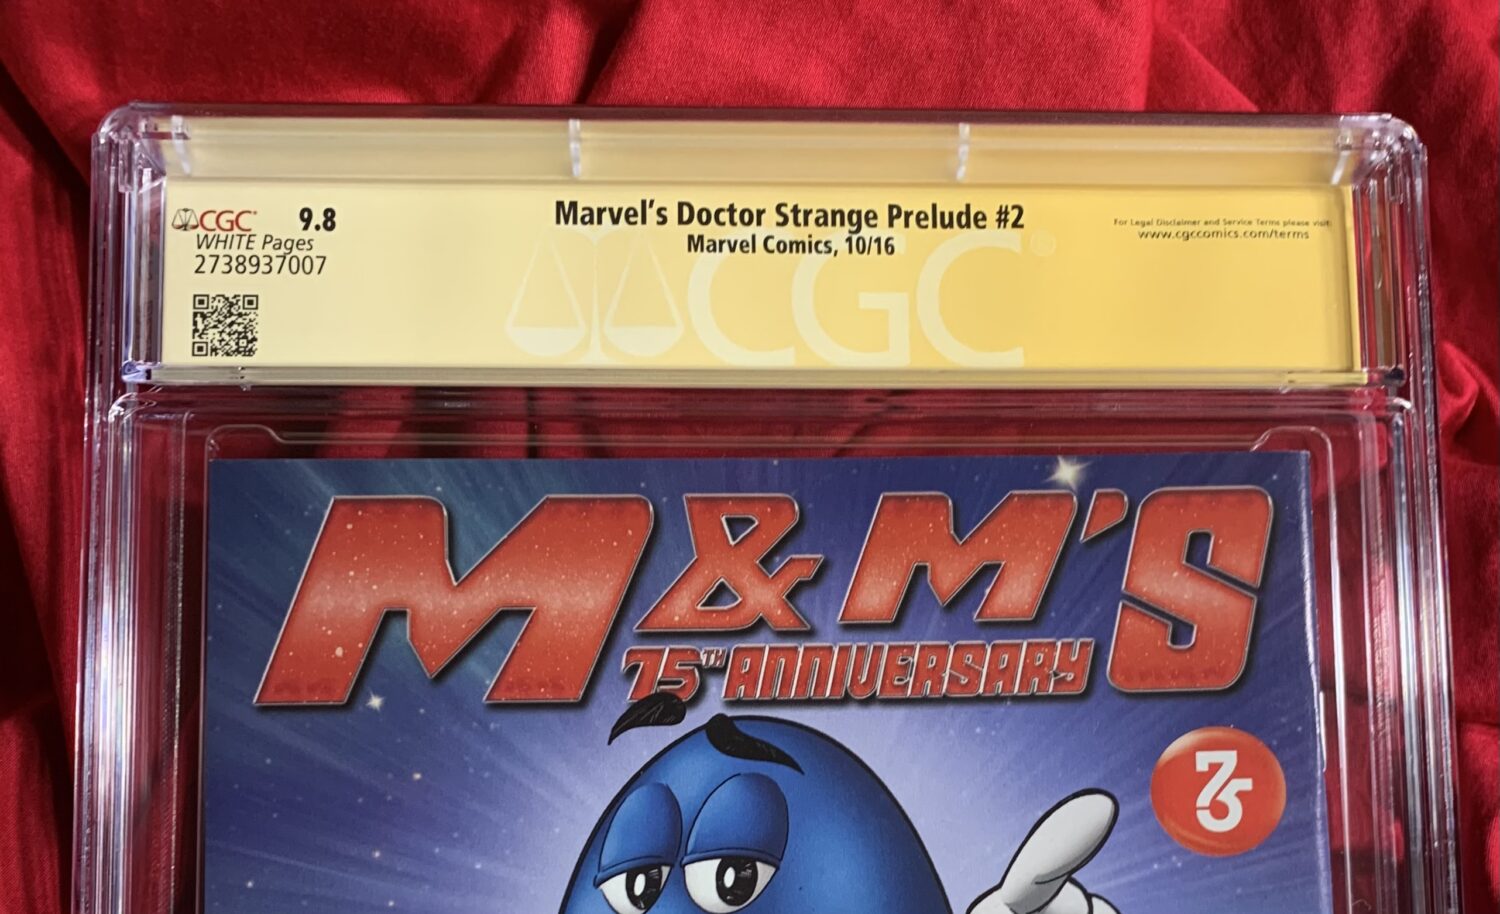 CGC 9.8
WHITE Pages
2738937007
Marvel's Doctor Strange Prelude #2
Marvel Comics, 10/16
For Legal Disclaimer and Service Terms please visit:
www.cgccomics.com/terms
CGC
M&M'S
75TH ANNIVERSARY
75